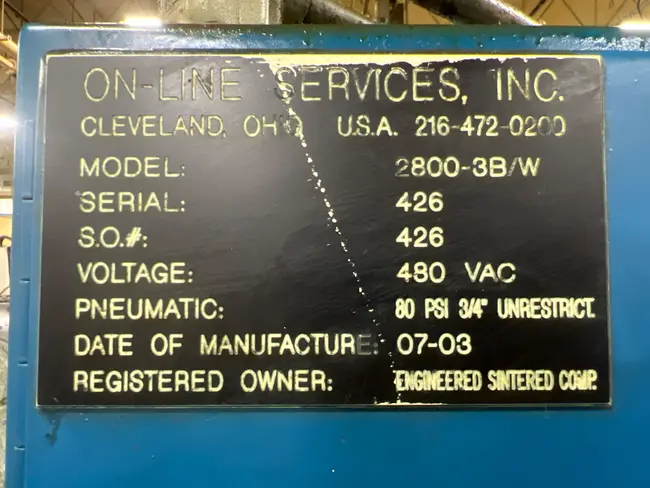 ON-LINE SERVICES, INC.
CLEVELAND, OHIO U.S.A. 216-472-0200
MODEL: 2800-3B/W
SERIAL: 426
S.O.#: 426
VOLTAGE: 480 VAC
PNEUMATIC: 80 PSI 3/4" UNRESTRICT.
DATE OF MANUFACTURE: 07-03
REGISTERED OWNER: ENGINEERED SINTERED COMP.